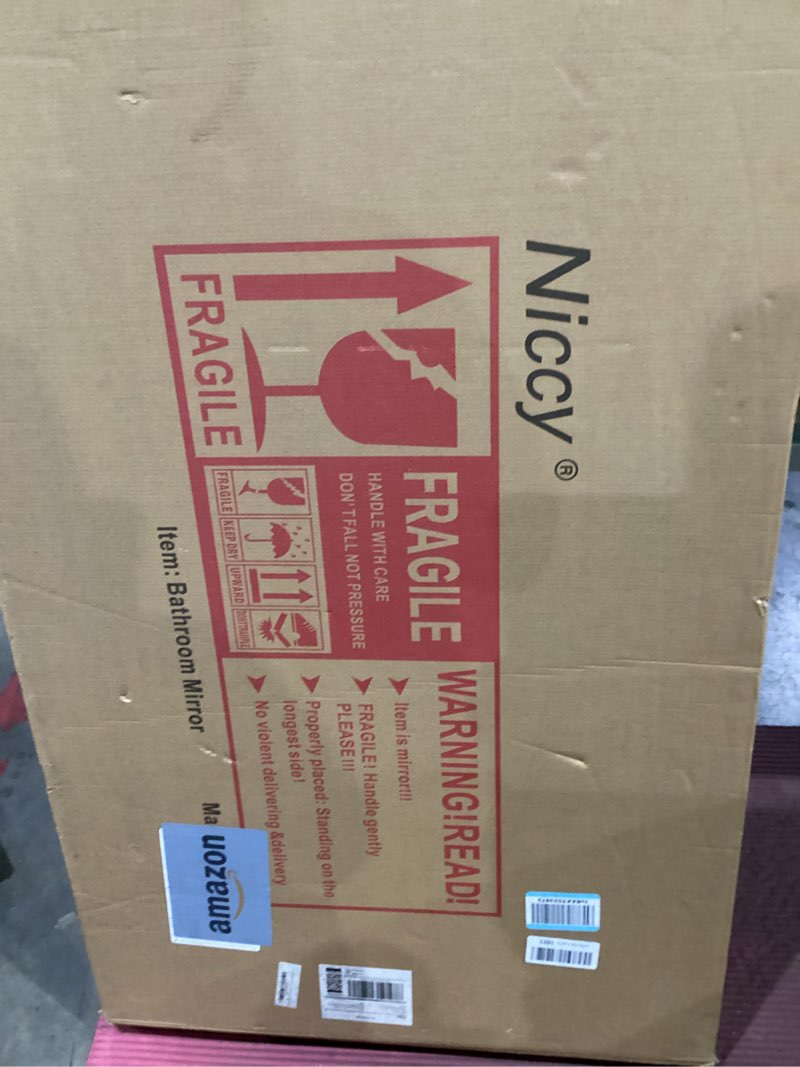 Niccy®
FRAGILE
FRAGILE
HANDLE WITH CARE
DON'T FALL NOT PRESSURE
FRAGILE
KEEP DRY
UPWARD
WARNING!READ!
Item is mirror!!!
FRAGILE! Handle gently
PLEASE!!!
Properly placed: Standing on the
longest side!
No violent delivering &delivery
Item: Bathroom Mirror
Ma
amazon